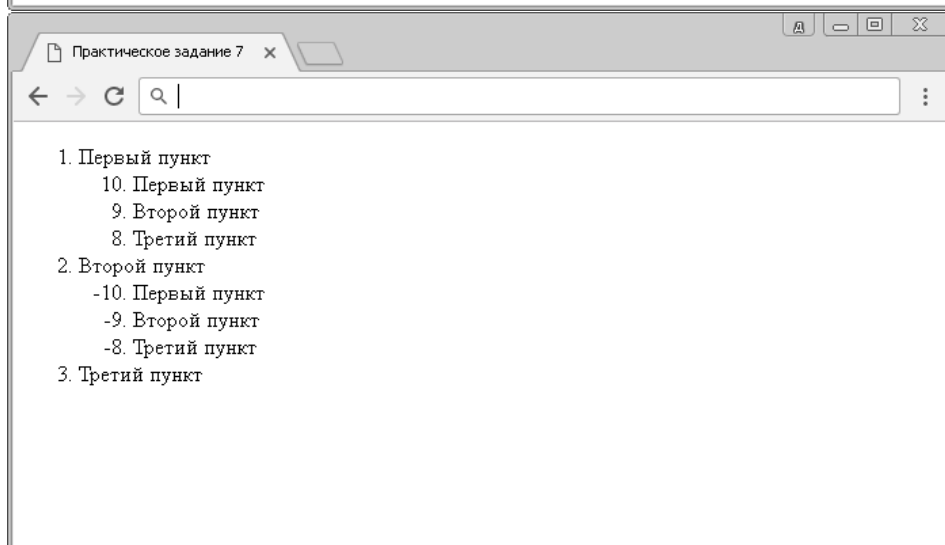 Практическое задание 7
1. Первый пункт
10. Первый пункт
9. Второй пункт
8. Третий пункт
2. Второй пункт
-10. Первый пункт
-9. Второй пункт
-8. Третий пункт
3. Третий пункт